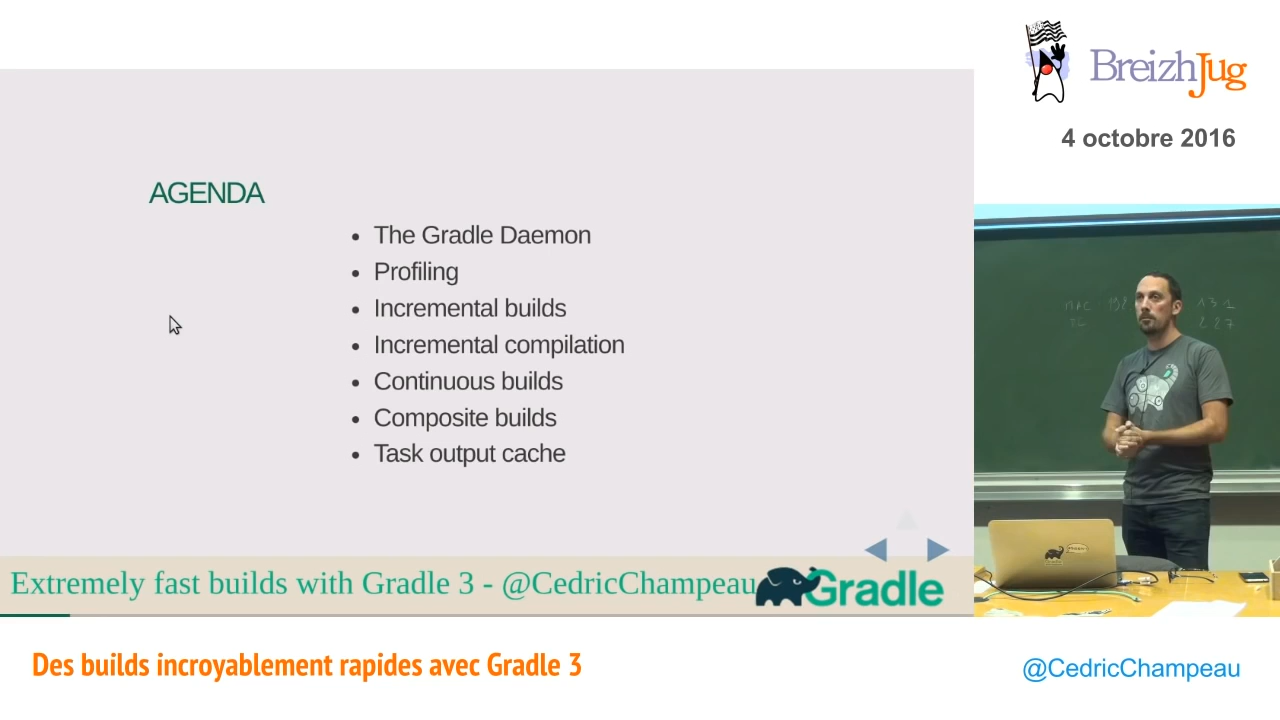 BreizhJug
4 octobre 2016
AGENDA
The Gradle Daemon
Profiling
Incremental builds
Incremental compilation
Continuous builds
Composite builds
Task output cache
Extremely fast builds with Gradle 3 - @CedricChampeau
Gradle
Des builds incroyablement rapides avec Gradle 3
@CedricChampeau